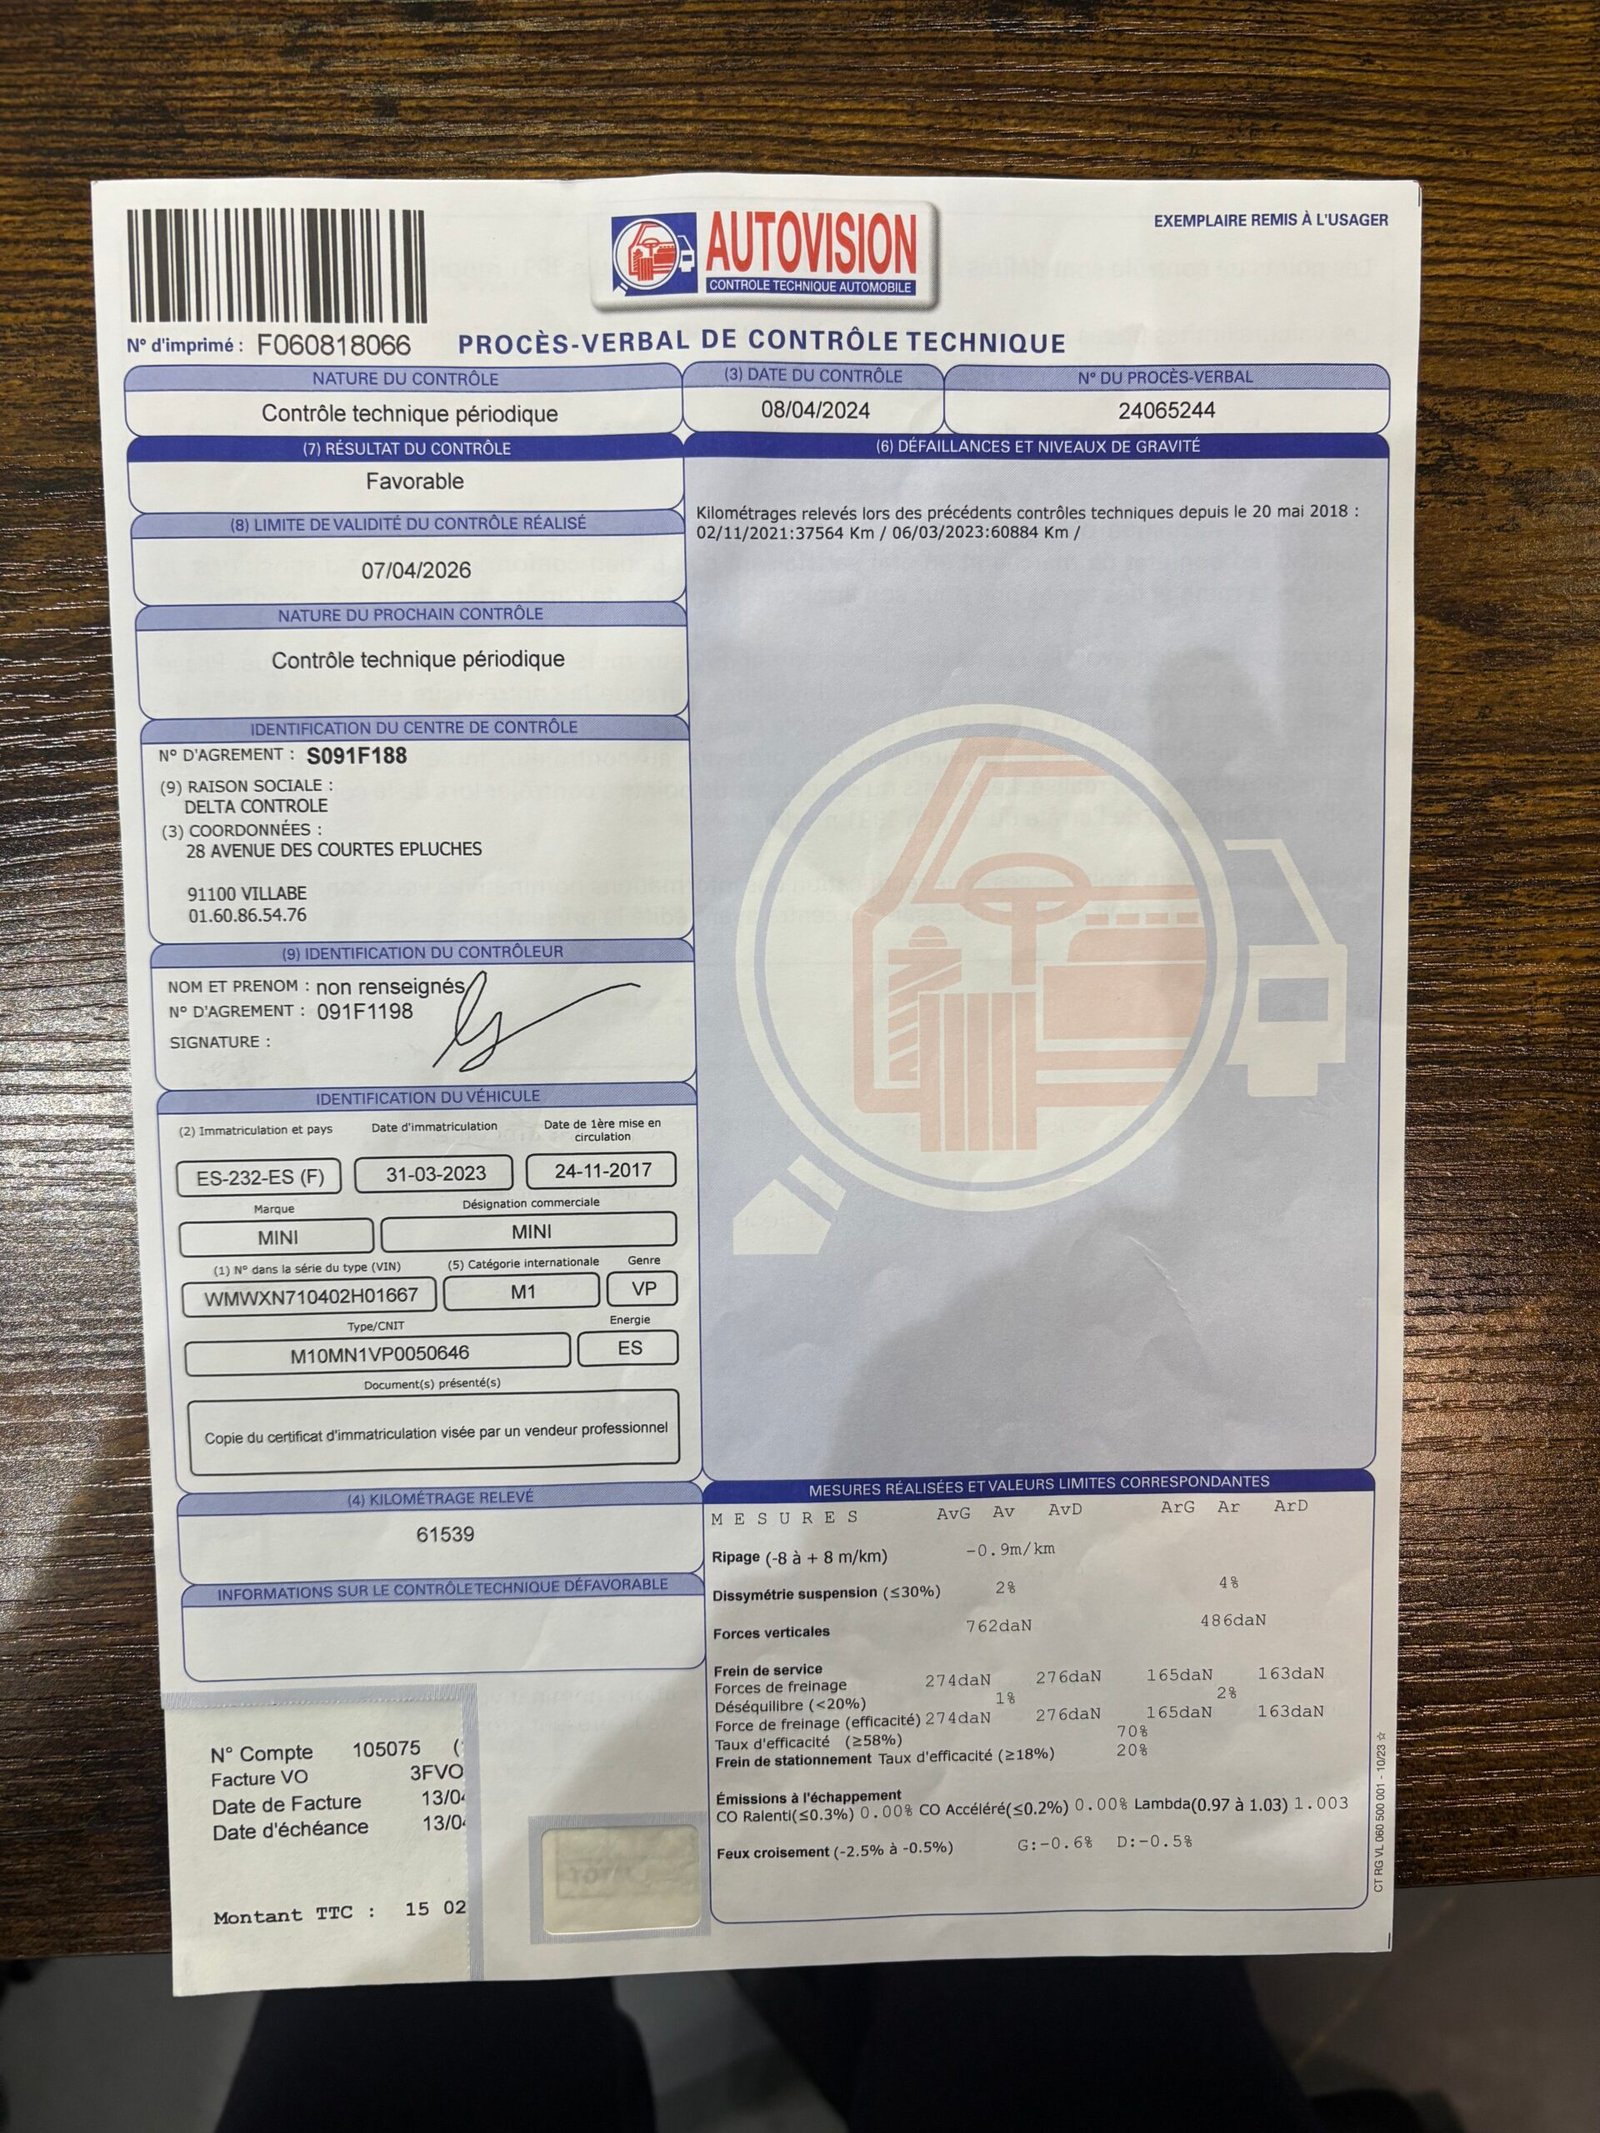 AUTOVISION
CONTROLE TECHNIQUE AUTOMOBILE
EXEMPLAIRE REMIS À L'USAGER
N° d'imprimé : F060818066
PROCÈS-VERBAL DE CONTRÔLE TECHNIQUE
NATURE DU CONTRÔLE
Contrôle technique périodique
(3) DATE DU CONTRÔLE
08/04/2024
N° DU PROCÈS-VERBAL
24065244
(7) RÉSULTAT DU CONTRÔLE
Favorable
(8) LIMITE DE VALIDITÉ DU CONTRÔLE RÉALISÉ
07/04/2026
NATURE DU PROCHAIN CONTRÔLE
Contrôle technique périodique
IDENTIFICATION DU CENTRE DE CONTRÔLE
N° D'AGREMENT : S091F188
(9) RAISON SOCIALE :
DELTA CONTROLE
(3) COORDONNÉES :
28 AVENUE DES COURTES EPLUCHES
91100 VILLABE
01.60.86.54.76
(9) IDENTIFICATION DU CONTRÔLEUR
NOM ET PRENOM : non renseignés
N° D'AGREMENT : 091F1198
SIGNATURE :
IDENTIFICATION DU VÉHICULE
(2) Immatriculation et pays
Date d'immatriculation
Date de 1ère mise en
circulation
ES-232-ES (F)
31-03-2023
24-11-2017
Marque
Désignation commerciale
MINI
MINI
(1) N° dans la série du type (VIN)
(5) Catégorie internationale
Genre
WMWXN710402H01667
M1
VP
Type/CNIT
Energie
M10MN1VP0050646
ES
Document(s) présenté(s)
Copie du certificat d'immatriculation visée par un vendeur professionnel
(4) KILOMÉTRAGE RELEVÉ
61539
INFORMATIONS SUR LE CONTRÔLE TECHNIQUE DÉFAVORABLE
N° Compte 105075 (
Facture VO 3FVO
Date de Facture 13/04
Date d'échéance 13/04
Montant TTC : 15 02
(6) DÉFAILLANCES ET NIVEAUX DE GRAVITÉ
Kilométrages relevés lors des précédents contrôles techniques depuis le 20 mai 2018 :
02/11/2021:37564 Km / 06/03/2023:60884 Km /
MESURES RÉALISÉES ET VALEURS LIMITES CORRESPONDANTES
M E S U R E S AvG Av AvD ArG Ar ArD
Ripage (-8 à + 8 m/km) -0.9m/km
Dissymétrie suspension (≤30%) 2% 4%
Forces verticales 762daN 486daN
Frein de service
Forces de freinage 274daN 276daN 165daN 163daN
Déséquilibre (<20%) 1% 2%
Force de freinage (efficacité) 274daN 276daN 165daN 163daN
Taux d'efficacité (≥58%) 70%
Frein de stationnement Taux d'efficacité (≥18%) 20%
Émissions à l'échappement
CO Ralenti(≤0.3%) 0.00% CO Accéléré(≤0.2%) 0.00% Lambda(0.97 à 1.03) 1.003
Feux croisement (-2.5% à -0.5%) G:-0.6% D:-0.5%
CT RG VL 060 500 001 - 10/23 ☆